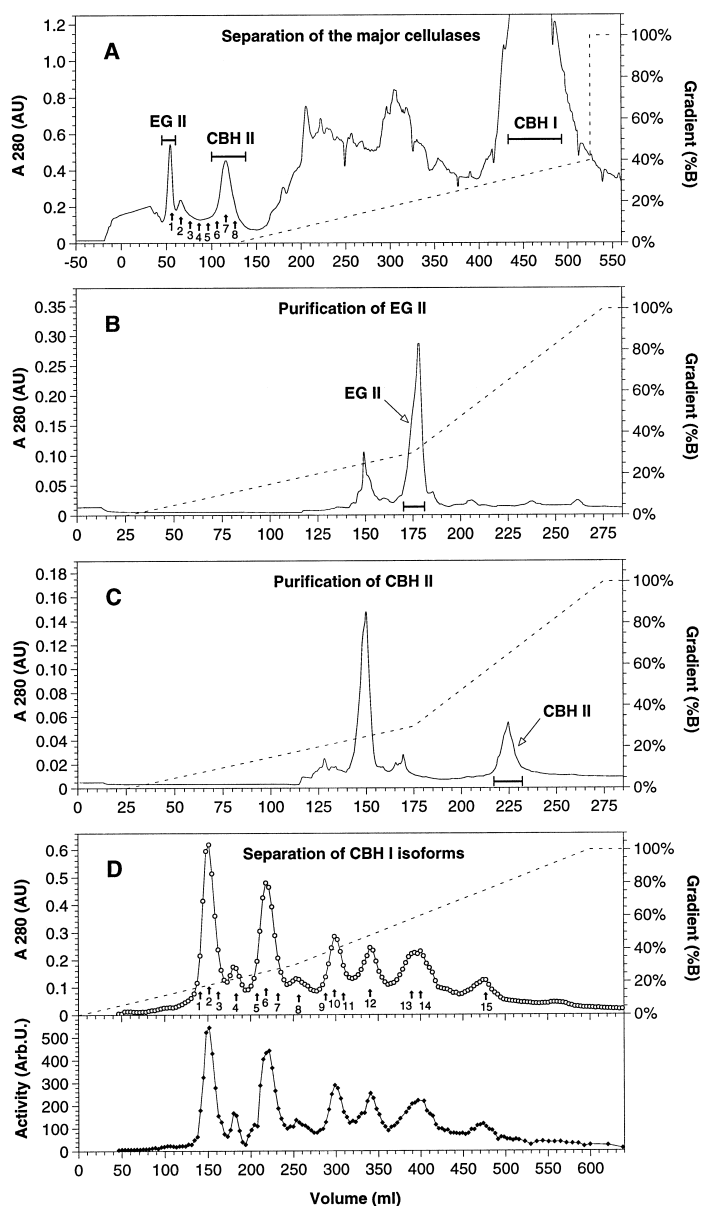 A
Separation of the major cellulases
EG II
CBH II
CBH I
1 2 3 4 5 6 7 8
A 280 (AU)
1.2
1.0
0.8
0.6
0.4
0.2
0
-50 0 50 100 150 200 250 300 350 400 450 500 550
100%
80%
60%
40%
20%
0%
Gradient (%B)
B
Purification of EG II
EG II
A 280 (AU)
0.35
0.30
0.25
0.20
0.15
0.10
0.05
0
0 25 50 75 100 125 150 175 200 225 250 275
100%
80%
60%
40%
20%
0%
Gradient (%B)
C
Purification of CBH II
CBH II
A 280 (AU)
0.18
0.16
0.14
0.12
0.10
0.08
0.06
0.04
0.02
0
0 25 50 75 100 125 150 175 200 225 250 275
100%
80%
60%
40%
20%
0%
Gradient (%B)
D
Separation of CBH I isoforms
A 280 (AU)
0.6
0.5
0.4
0.3
0.2
0.1
0
1 2 3 4 5 6 7 8 9 10 11 12 13 14 15
100%
80%
60%
40%
20%
0%
Gradient (%B)
Activity (Arb.U.)
500
400
300
200
100
0
0 50 100 150 200 250 300 350 400 450 500 550 600
Volume (ml)